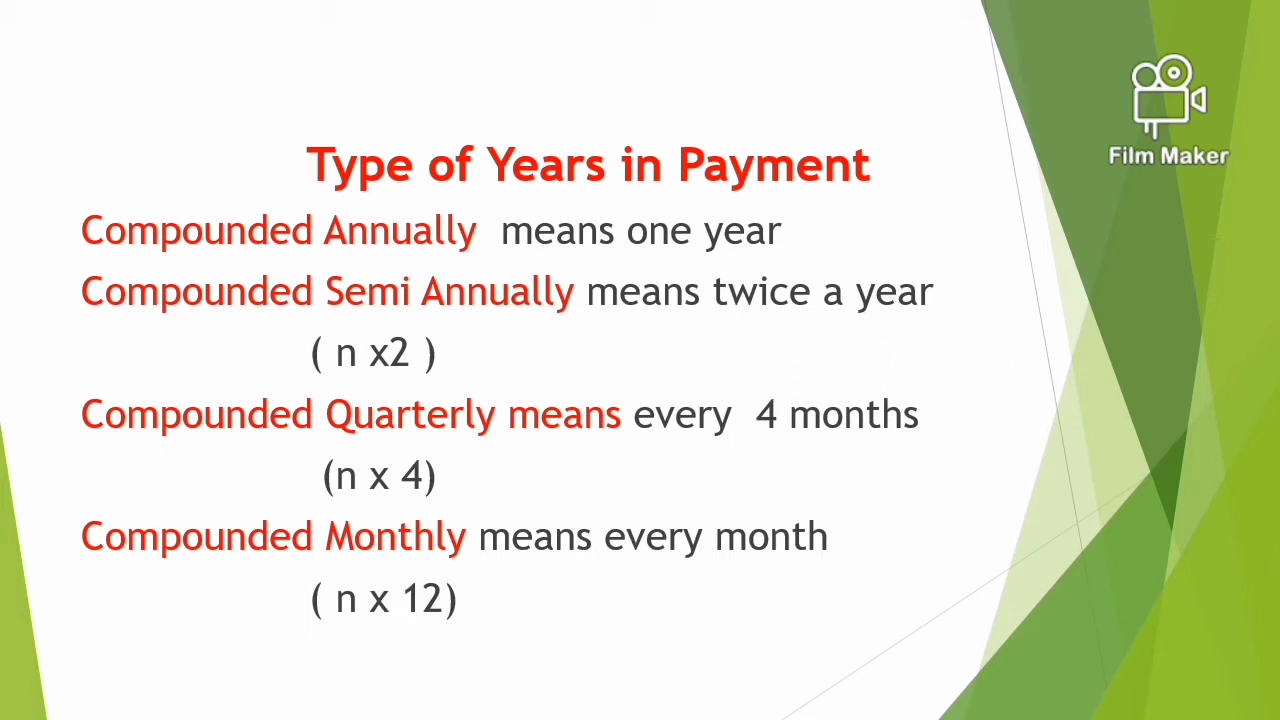 Film Maker
Type of Years in Payment
Compounded Annually means one year
Compounded Semi Annually means twice a year
( n x2 )
Compounded Quarterly means every 4 months
(n x 4)
Compounded Monthly means every month
( n x 12)